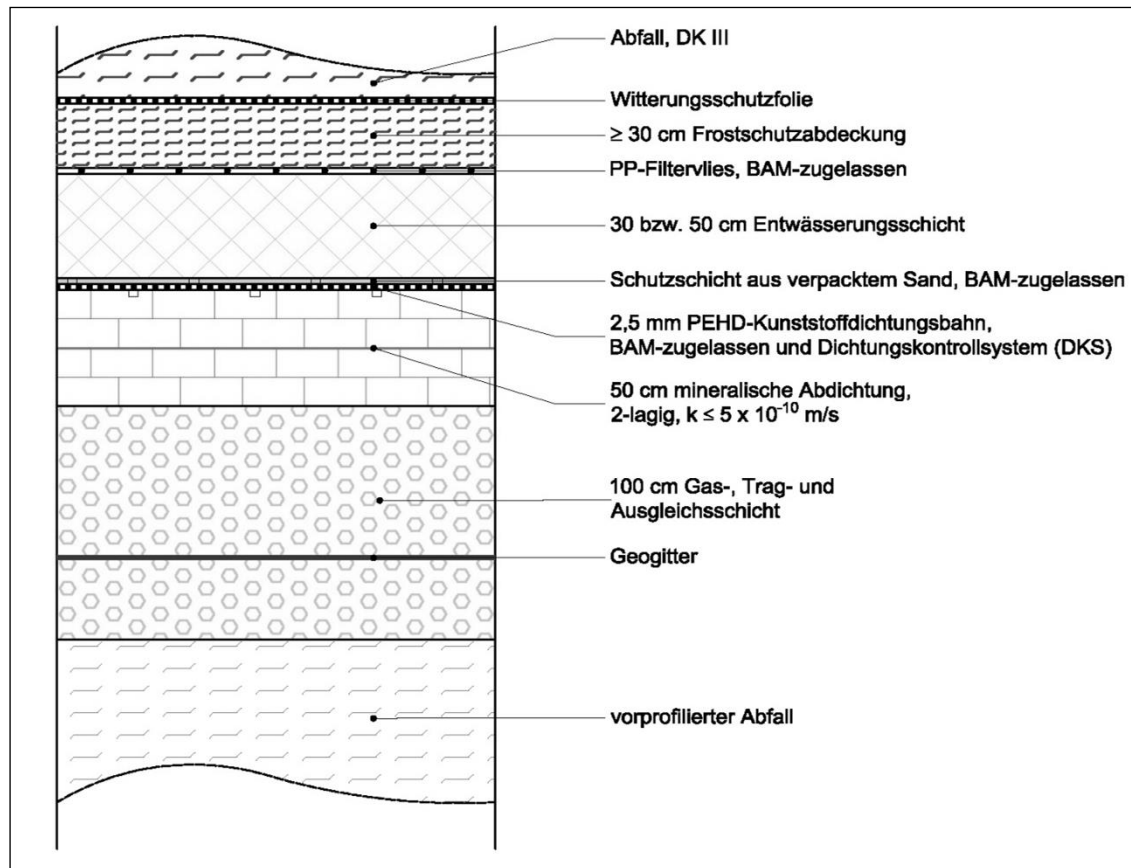 Abfall, DK III
Witterungsschutzfolie
≥ 30 cm Frostschutzabdeckung
PP-Filtervlies, BAM-zugelassen
30 bzw. 50 cm Entwässerungsschicht
Schutzschicht aus verpacktem Sand, BAM-zugelassen
2,5 mm PEHD-Kunststoffdichtungsbahn,
BAM-zugelassen und Dichtungskontrollsystem (DKS)
50 cm mineralische Abdichtung,
2-lagig, k ≤ 5 x 10⁻¹⁰ m/s
100 cm Gas-, Trag- und
Ausgleichsschicht
Geogitter
vorprofilierter Abfall